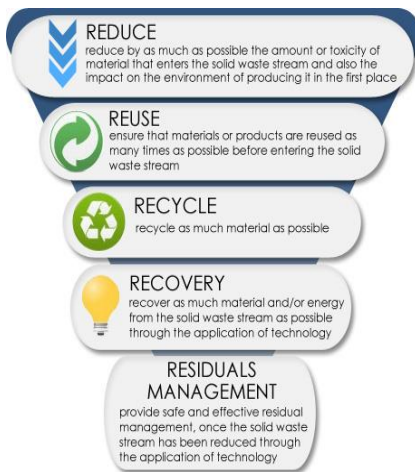 REDUCE
reduce by as much as possible the amount or toxicity of
material that enters the solid waste stream and also the
impact on the environment of producing it in the first place
REUSE
ensure that materials or products are reused as
many times as possible before entering the solid
waste stream
RECYCLE
recycle as much material as possible
RECOVERY
recover as much material and/or energy
from the solid waste stream as possible
through the application of technology
RESIDUALS
MANAGEMENT
provide safe and effective residual
management, once the solid waste
stream has been reduced through
the application of technology